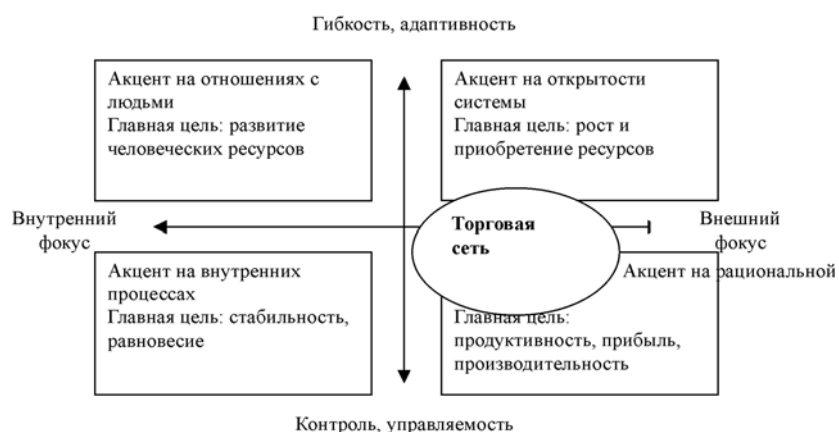 Гибкость, адаптивность
Акцент на отношениях с
людьми
Главная цель: развитие
человеческих ресурсов
Акцент на открытости
системы
Главная цель: рост и
приобретение ресурсов
Внутренний
фокус
Торговая
сеть
Внешний
фокус
Акцент на внутренних
процессах
Главная цель: стабильность,
равновесие
Акцент на рациональной
Главная цель:
продуктивность, прибыль,
производительность
Контроль, управляемость